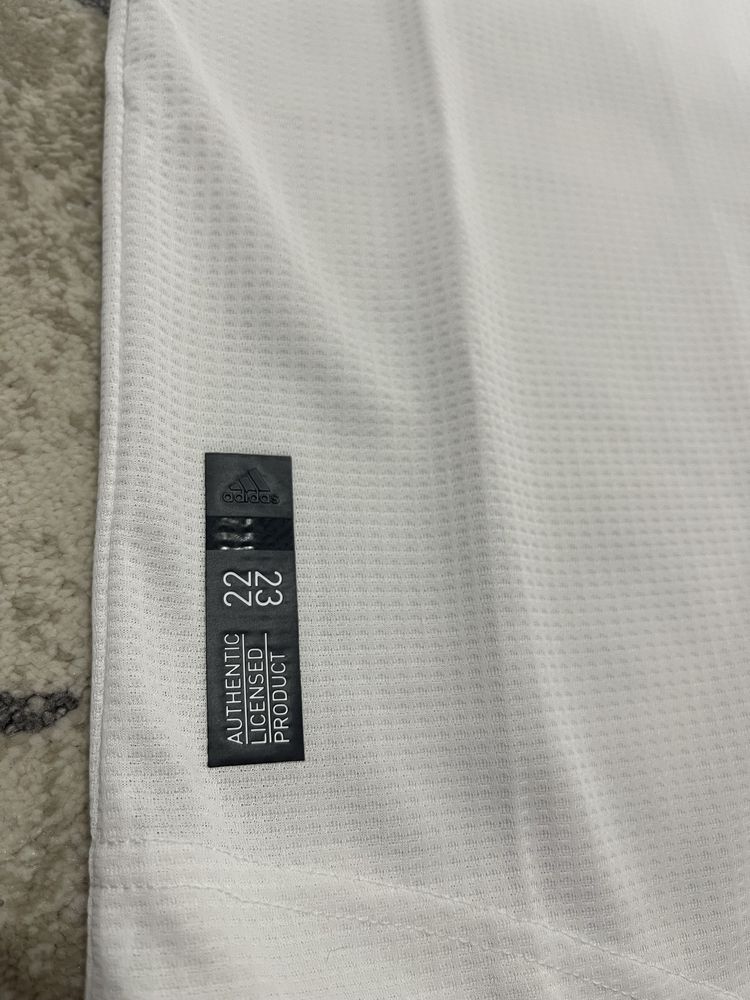 adidas
22
23
AUTHENTIC
LICENSED
PRODUCT